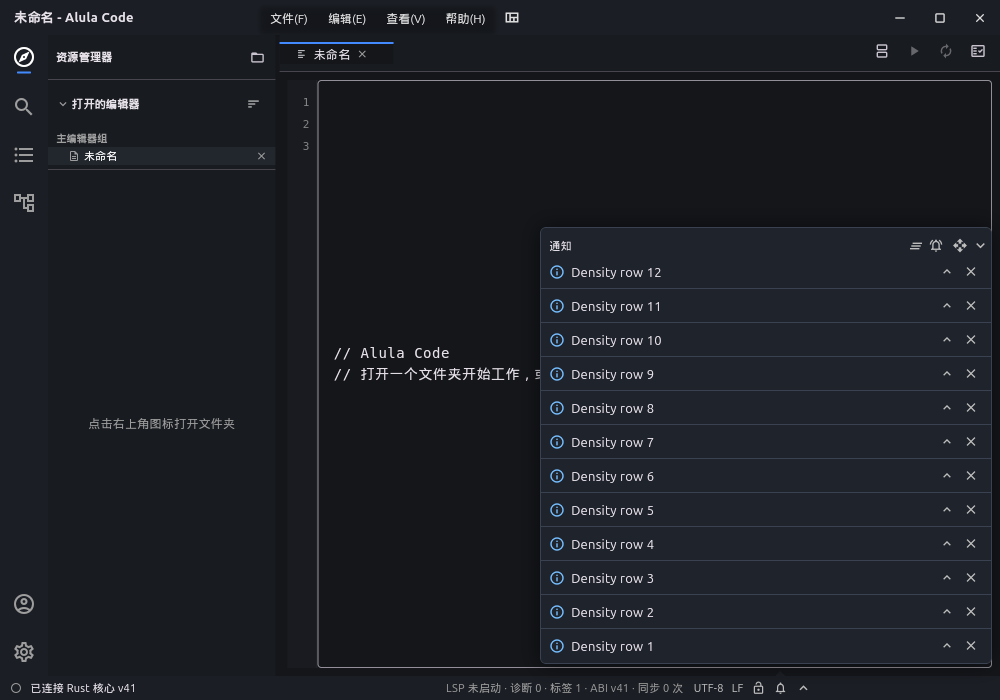 未命名 - Alula Code
文件(F) 编辑(E) 查看(V) 帮助(H)
资源管理器
未命名
打开的编辑器
主编辑器组
未命名
点击右上角图标打开文件夹
1
2
3
// Alula Code
// 打开一个文件夹开始工作，
通知
Density row 12
Density row 11
Density row 10
Density row 9
Density row 8
Density row 7
Density row 6
Density row 5
Density row 4
Density row 3
Density row 2
Density row 1
已连接 Rust 核心 v41
LSP 未启动 · 诊断 0 · 标签 1 · ABI v41 · 同步 0 次 UTF-8 LF